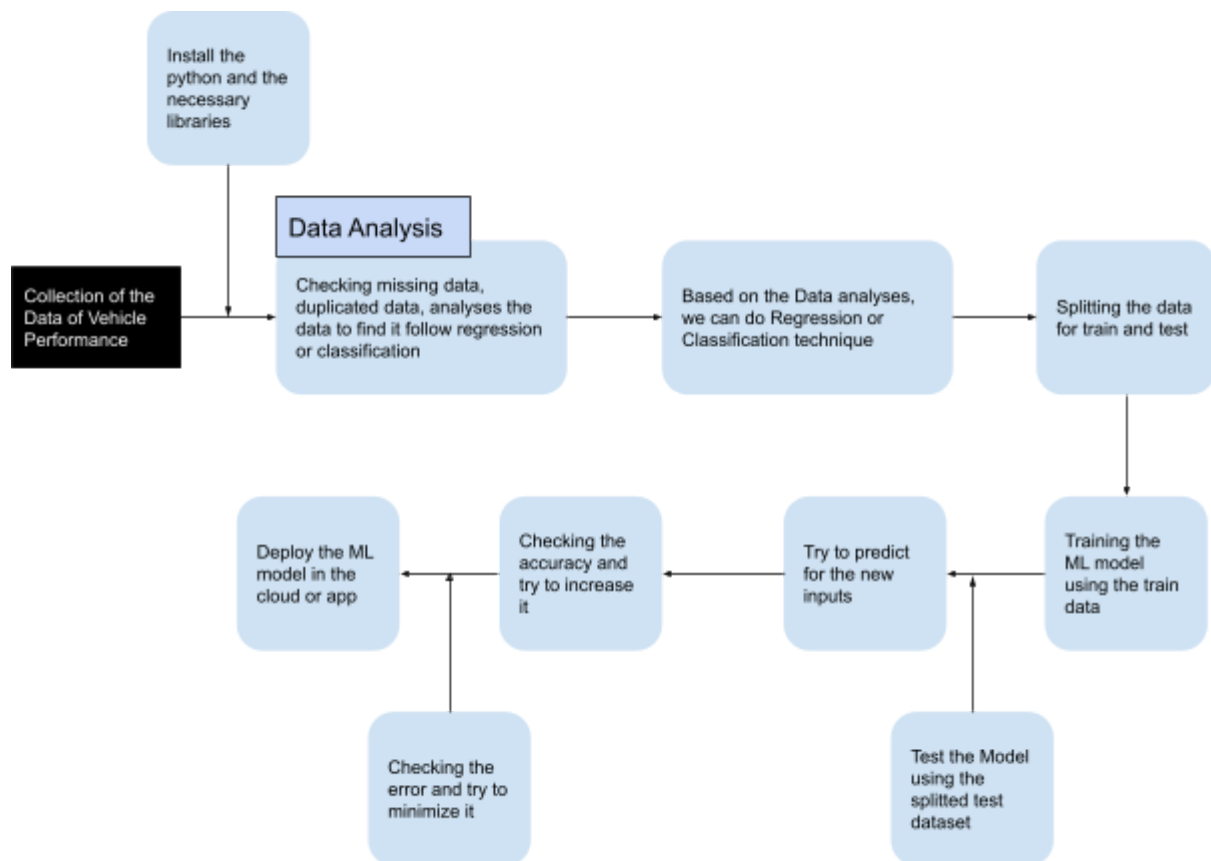 Install the
python and the
necessary
libraries
Data Analysis
Collection of the
Data of Vehicle
Performance
Checking missing data,
duplicated data, analyses the
data to find it follow regression
or classification
Based on the Data analyses,
we can do Regression or
Classification technique
Splitting the data
for train and test
Training the
ML model
using the train
data
Try to predict
for the new
inputs
Checking the
accuracy and
try to increase
it
Deploy the ML
model in the
cloud or app
Checking the
error and try to
minimize it
Test the Model
using the
splitted test
dataset